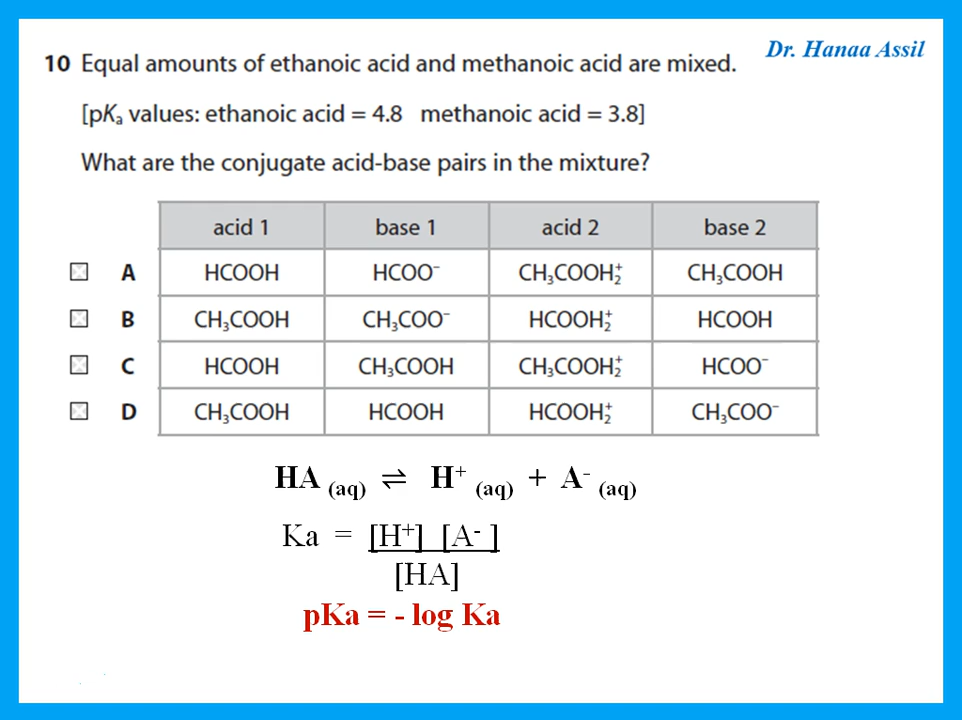 Dr. Hanaa Assil
10 Equal amounts of ethanoic acid and methanoic acid are mixed.
[pKₐ values: ethanoic acid = 4.8 methanoic acid = 3.8]
What are the conjugate acid-base pairs in the mixture?
acid 1 base 1 acid 2 base 2
A HCOOH HCOO⁻ CH₃COOH₂⁺ CH₃COOH
B CH₃COOH CH₃COO⁻ HCOOH₂⁺ HCOOH
C HCOOH CH₃COOH CH₃COOH₂⁺ HCOO⁻
D CH₃COOH HCOOH HCOOH₂⁺ CH₃COO⁻
HA (aq) ⇌ H⁺ (aq) + A⁻ (aq)
Ka = [H⁺] [A⁻ ]
[HA]
pKa = - log Ka